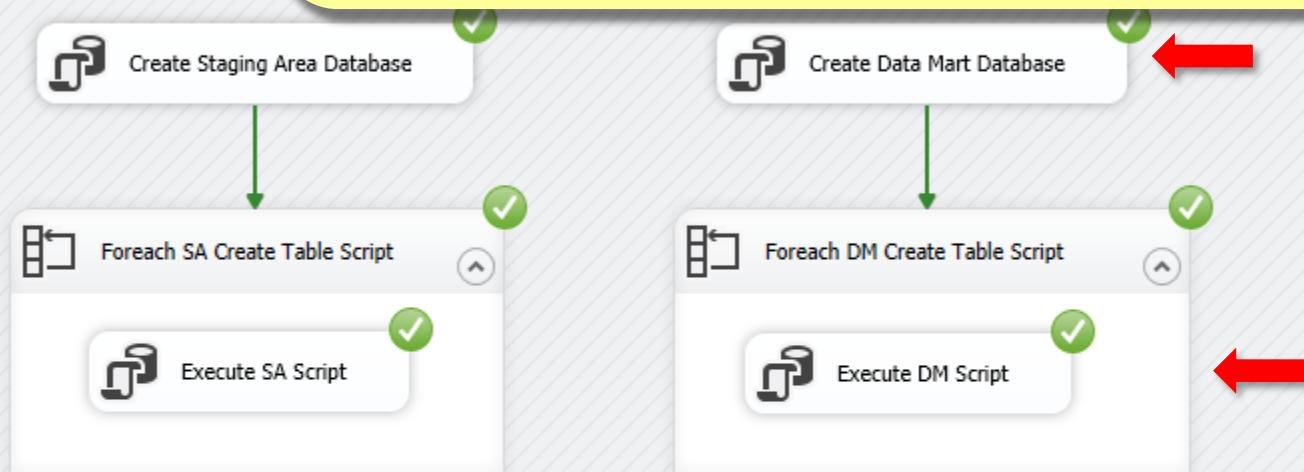 Create Staging Area Database
Create Data Mart Database
Foreach SA Create Table Script
Foreach DM Create Table Script
Execute SA Script
Execute DM Script